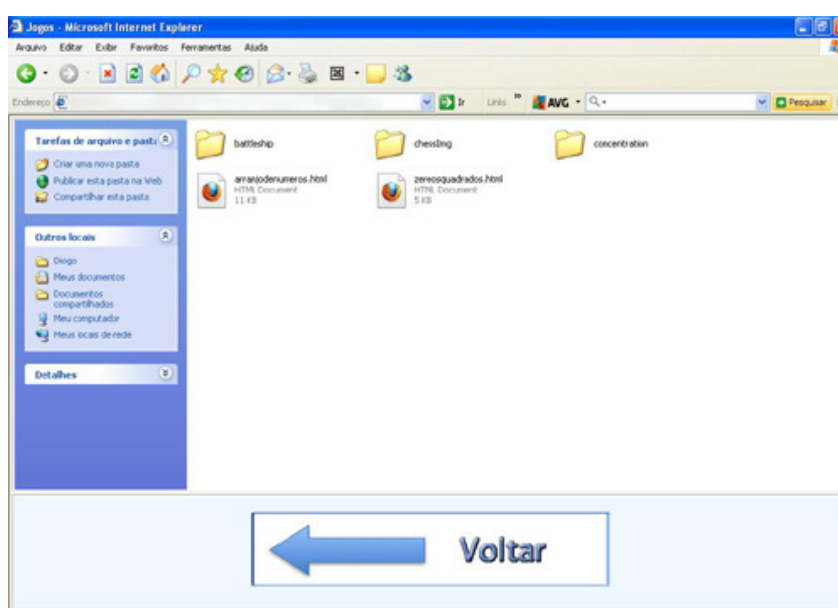 Jogos - Microsoft Internet Explorer
Arquivo Editar Exibir Favoritos Ferramentas Ajuda
Endereço Ir Links » AVG Pesquisar
Tarefas de arquivo e pasta
Criar uma nova pasta
Publicar esta pasta na Web
Compartilhar esta pasta
Outros locais
Diogo
Meus documentos
Documentos
compartilhados
Meu computador
Meus locais de rede
Detalhes
battleship chessImg concentration
arranjodenumeros.html zereosquadrados.html
HTML Document HTML Document
11 KB 5 KB
Voltar